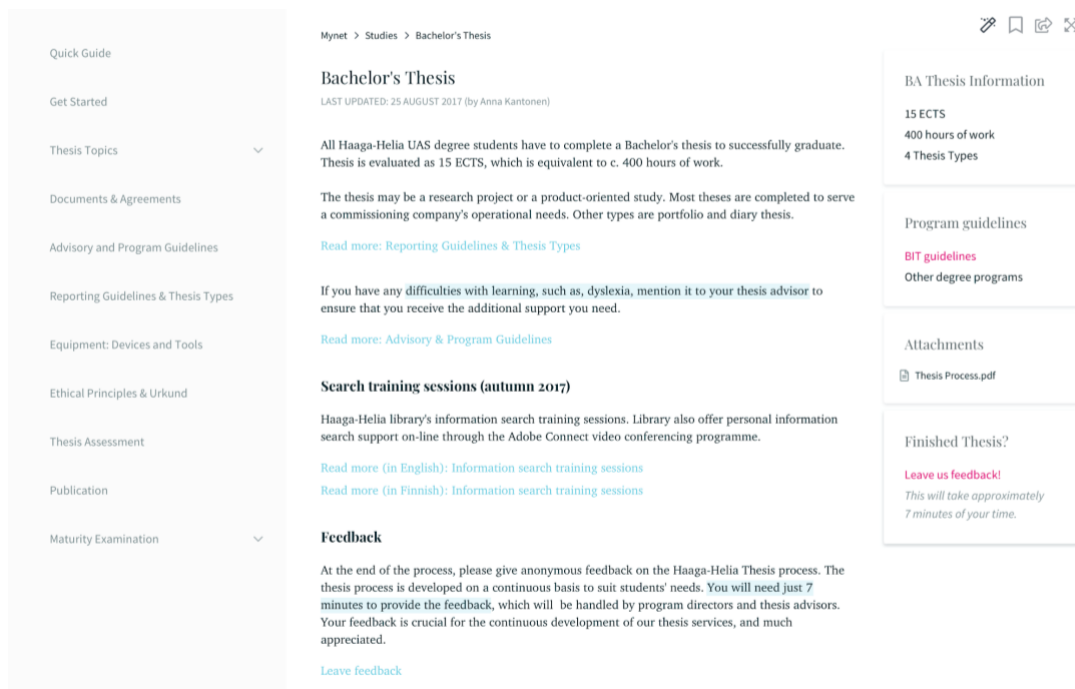 Quick Guide
Get Started
Thesis Topics
Documents & Agreements
Advisory and Program Guidelines
Reporting Guidelines & Thesis Types
Equipment: Devices and Tools
Ethical Principles & Urkund
Thesis Assessment
Publication
Maturity Examination
Mynet > Studies > Bachelor's Thesis
Bachelor's Thesis
LAST UPDATED: 25 AUGUST 2017 (by Anna Kantonen)
All Haaga-Helia UAS degree students have to complete a Bachelor's thesis to successfully graduate.
Thesis is evaluated as 15 ECTS, which is equivalent to c. 400 hours of work.
The thesis may be a research project or a product-oriented study. Most theses are completed to serve
a commissioning company's operational needs. Other types are portfolio and diary thesis.
Read more: Reporting Guidelines & Thesis Types
If you have any difficulties with learning, such as, dyslexia, mention it to your thesis advisor to
ensure that you receive the additional support you need.
Read more: Advisory & Program Guidelines
Search training sessions (autumn 2017)
Haaga-Helia library's information search training sessions. Library also offer personal information
search support on-line through the Adobe Connect video conferencing programme.
Read more (in English): Information search training sessions
Read more (in Finnish): Information search training sessions
Feedback
At the end of the process, please give anonymous feedback on the Haaga-Helia Thesis process. The
thesis process is developed on a continuous basis to suit students' needs. You will need just 7
minutes to provide the feedback, which will  be handled by program directors and thesis advisors.
Your feedback is crucial for the continuous development of our thesis services, and much
appreciated.
Leave feedback
BA Thesis Information
15 ECTS
400 hours of work
4 Thesis Types
Program guidelines
BIT guidelines
Other degree programs
Attachments
Thesis Process.pdf
Finished Thesis?
Leave us feedback!
This will take approximately
7 minutes of your time.